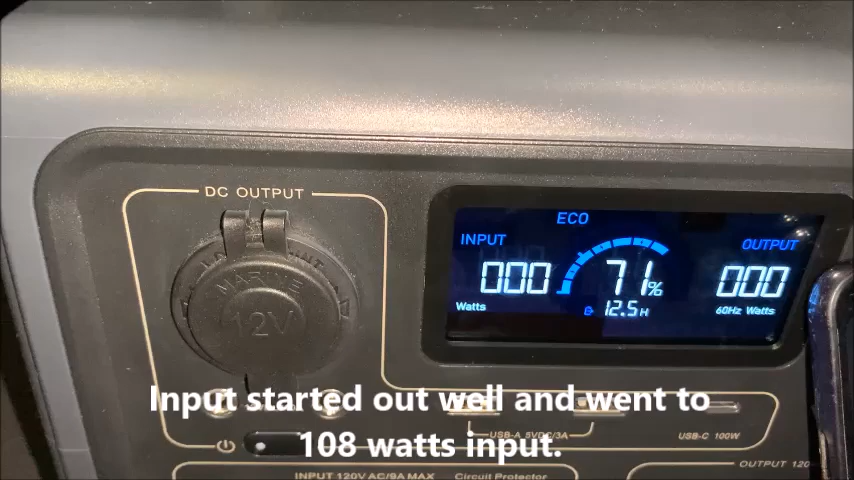 DC OUTPUT
ECO
INPUT
OUTPUT
MARINE
12V
000
71%
000
Watts
12.5H
60Hz Watts
Input started out well and went to
108 watts input.
USB-A 5VDC/3A
USB-C 100W
INPUT 120V AC/9A MAX
Circuit Protector
OUTPUT 120